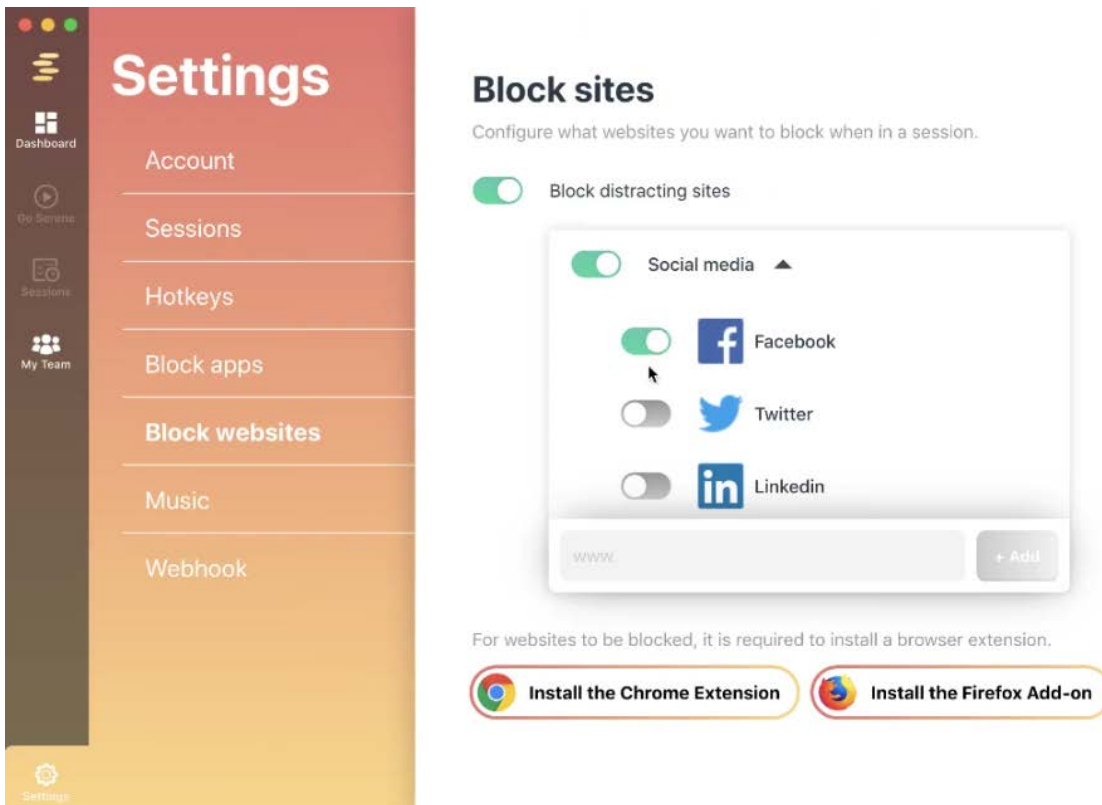 Dashboard
Go Serene
Sessions
My Team
Settings
Settings
Account
Sessions
Hotkeys
Block apps
Block websites
Music
Webhook
Block sites
Configure what websites you want to block when in a session.
Block distracting sites
Social media
Facebook
Twitter
in Linkedin
www.
+ Add
For websites to be blocked, it is required to install a browser extension.
Install the Chrome Extension
Install the Firefox Add-on